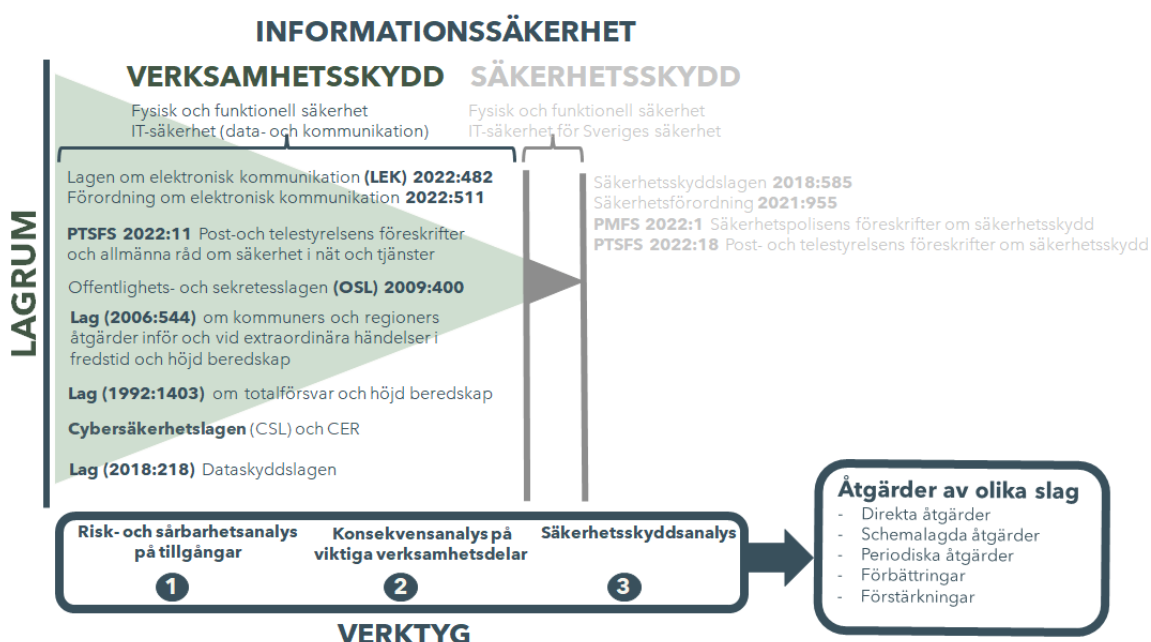 INFORMATIONSSÄKERHET
VERKSAMHETSSKYDD
Fysisk och funktionell säkerhet
IT-säkerhet (data- och kommunikation)
SÄKERHETSSKYDD
Fysisk och funktionell säkerhet
IT-säkerhet för Sveriges säkerhet
LAGRUM
Lagen om elektronisk kommunikation (LEK) 2022:482
Förordning om elektronisk kommunikation 2022:511
PTSFS 2022:11 Post-och telestyrelsens föreskrifter
och allmänna råd om säkerhet i nät och tjänster
Offentlighets- och sekretesslagen (OSL) 2009:400
Lag (2006:544) om kommuners och regioners
åtgärder inför och vid extraordinära händelser i
fredstid och höjd beredskap
Lag (1992:1403) om totalförsvar och höjd beredskap
Cybersäkerhetslagen (CSL) och CER
Lag (2018:218) Dataskyddslagen
Säkerhetsskyddslagen 2018:585
Säkerhetsförordning 2021:955
PMFS 2022:1 Säkerhetspolisens föreskrifter om säkerhetsskydd
PTSFS 2022:18 Post- och telestyrelsens föreskrifter om säkerhetsskydd
Risk- och sårbarhetsanalys
på tillgångar
1
Konsekvensanalys på
viktiga verksamhetsdelar
2
Säkerhetsskyddsanalys
3
VERKTYG
Åtgärder av olika slag
- Direkta åtgärder
- Schemalagda åtgärder
- Periodiska åtgärder
- Förbättringar
- Förstärkningar